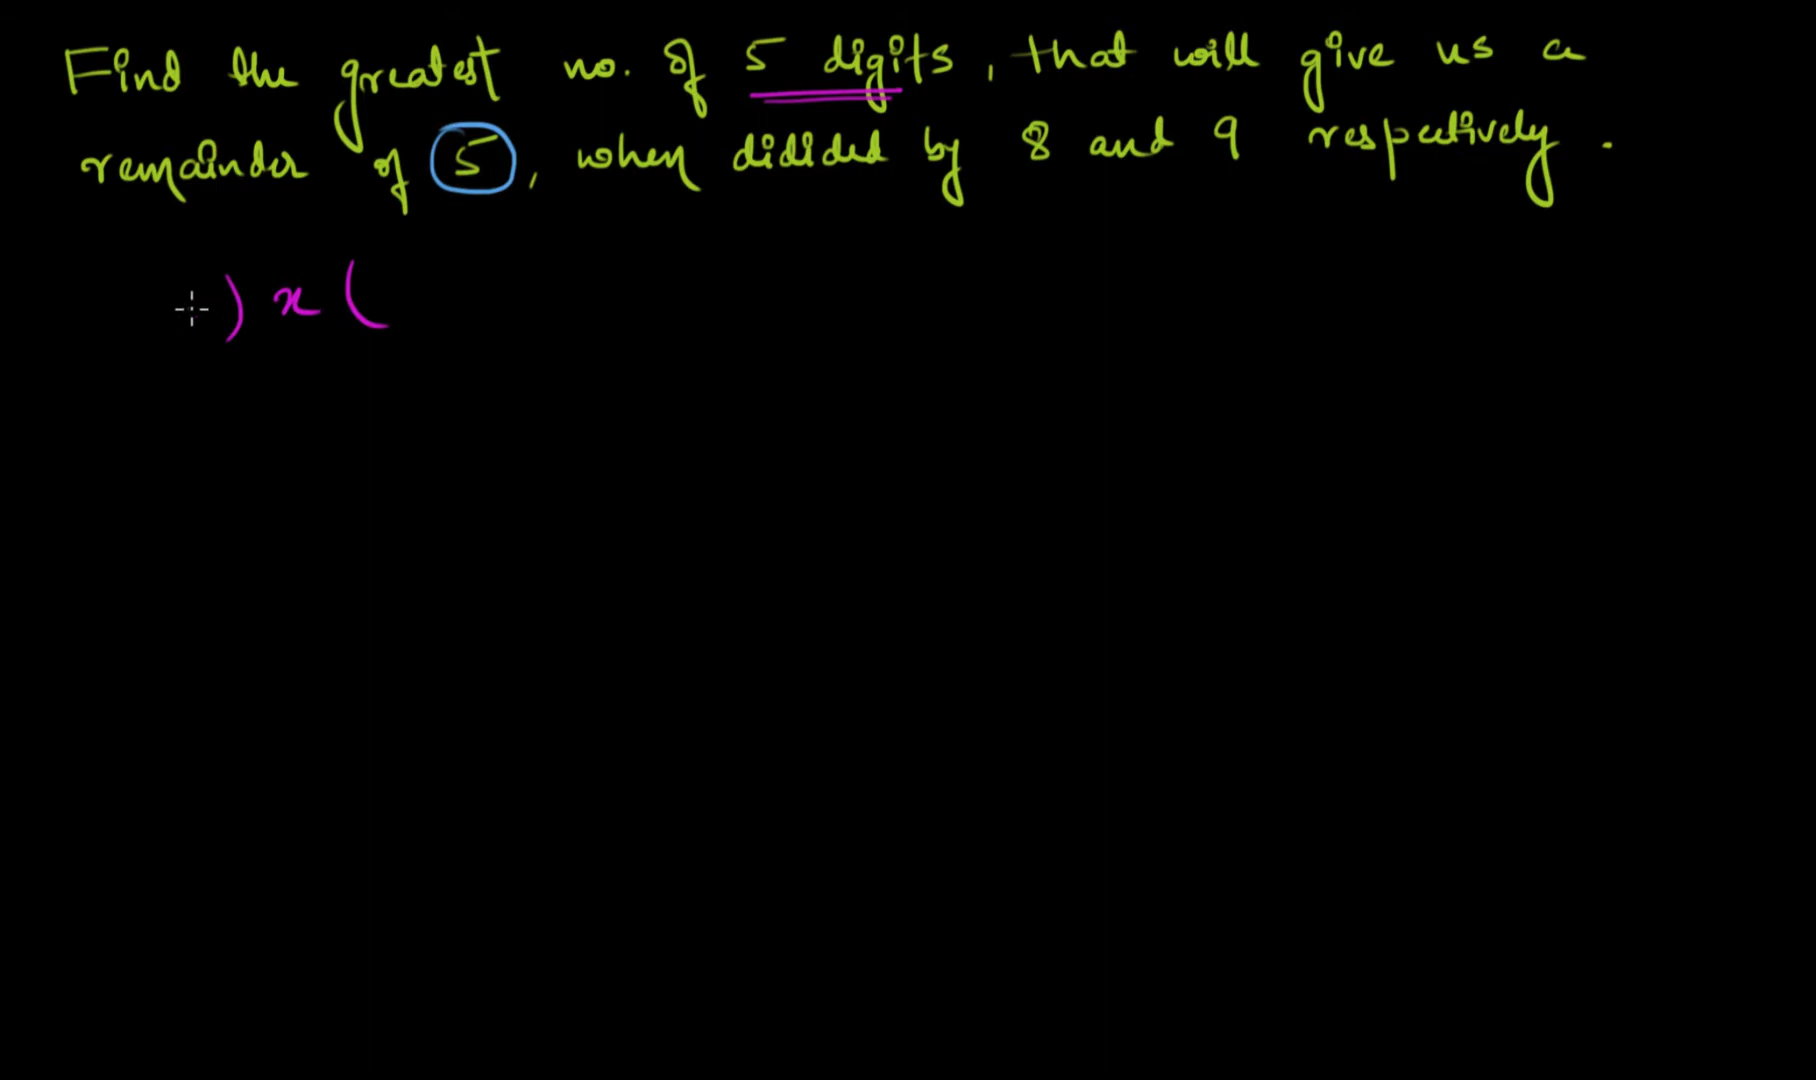 Find the greatest no. of 5 digits, that will give us a
remainder of 5, when didided by 8 and 9 respectively.
) x (